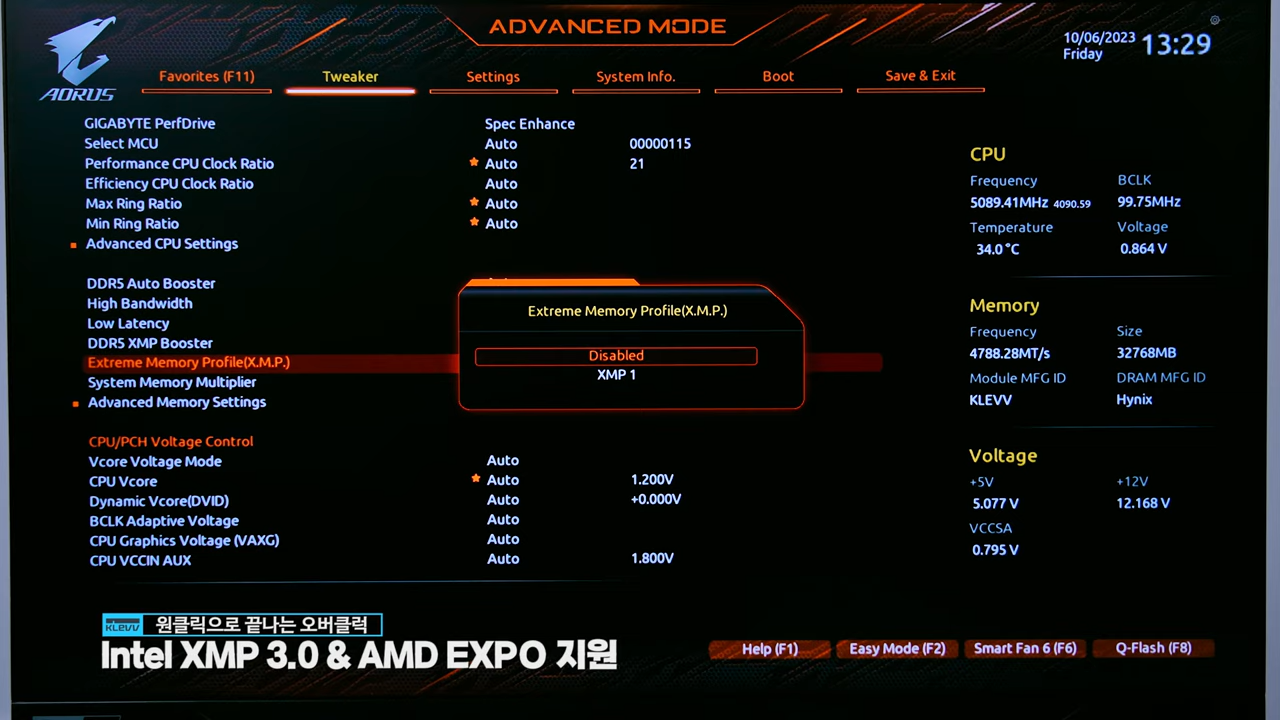 ADVANCED MODE
10/06/2023 Friday 13:29
AORUS
Favorites (F11) Tweaker Settings System Info. Boot Save & Exit
GIGABYTE PerfDrive Spec Enhance
Select MCU Auto 00000115
Performance CPU Clock Ratio Auto 21
Efficiency CPU Clock Ratio Auto
Max Ring Ratio Auto
Min Ring Ratio Auto
Advanced CPU Settings
DDR5 Auto Booster
High Bandwidth
Low Latency
DDR5 XMP Booster
Extreme Memory Profile(X.M.P.)
System Memory Multiplier
Advanced Memory Settings
Extreme Memory Profile(X.M.P.)
Disabled
XMP 1
CPU/PCH Voltage Control
Vcore Voltage Mode Auto
CPU Vcore Auto 1.200V
Dynamic Vcore(DVID) Auto +0.000V
BCLK Adaptive Voltage Auto
CPU Graphics Voltage (VAXG) Auto
CPU VCCIN AUX Auto 1.800V
CPU
Frequency BCLK
5089.41MHz 4090.59 99.75MHz
Temperature Voltage
34.0 °C 0.864 V
Memory
Frequency Size
4788.28MT/s 32768MB
Module MFG ID DRAM MFG ID
KLEVV Hynix
Voltage
+5V +12V
5.077 V 12.168 V
VCCSA
0.795 V
KLEVV 원클릭으로 끝나는 오버클럭
Intel XMP 3.0 & AMD EXPO 지원
Help (F1) Easy Mode (F2) Smart Fan 6 (F6) Q-Flash (F8)